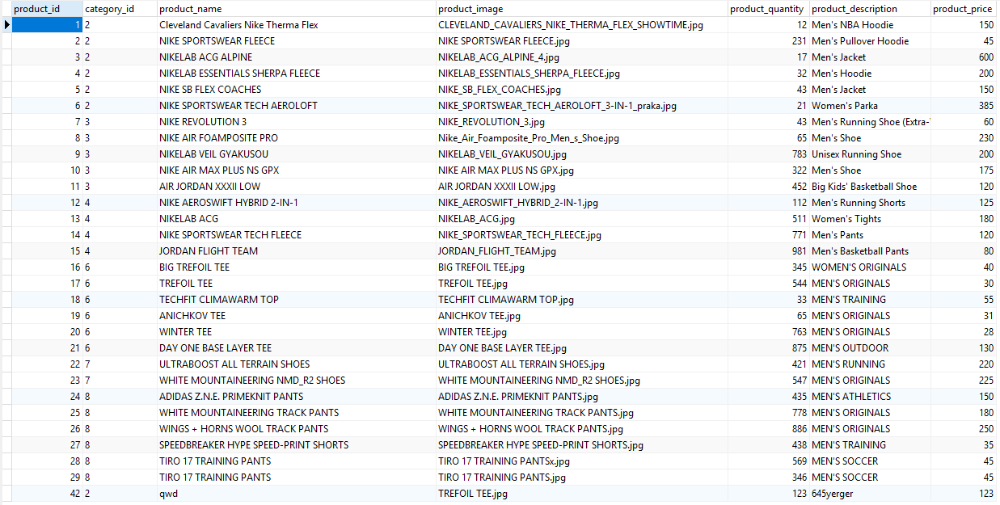 product_id category_id product_name product_image product_quantity product_description product_price
1 2 Cleveland Cavaliers Nike Therma Flex CLEVELAND_CAVALIERS_NIKE_THERMA_FLEX_SHOWTIME.jpg 12 Men's NBA Hoodie 150
2 2 NIKE SPORTSWEAR FLEECE NIKE SPORTSWEAR FLEECE.jpg 231 Men's Pullover Hoodie 45
3 2 NIKELAB ACG ALPINE NIKELAB_ACG_ALPINE_4.jpg 17 Men's Jacket 600
4 2 NIKELAB ESSENTIALS SHERPA FLEECE NIKELAB_ESSENTIALS_SHERPA_FLEECE.jpg 32 Men's Hoodie 200
5 2 NIKE SB FLEX COACHES NIKE_SB_FLEX_COACHES.jpg 43 Men's Jacket 150
6 2 NIKE SPORTSWEAR TECH AEROLOFT NIKE_SPORTSWEAR_TECH_AEROLOFT_3-IN-1_praka.jpg 21 Women's Parka 385
7 3 NIKE REVOLUTION 3 NIKE_REVOLUTION_3.jpg 43 Men's Running Shoe (Extra- 60
8 3 NIKE AIR FOAMPOSITE PRO Nike_Air_Foamposite_Pro_Men_s_Shoe.jpg 65 Men's Shoe 230
9 3 NIKELAB VEIL GYAKUSOU NIKELAB_VEIL_GYAKUSOU.jpg 783 Unisex Running Shoe 200
10 3 NIKE AIR MAX PLUS NS GPX NIKE AIR MAX PLUS NS GPX.jpg 322 Men's Shoe 175
11 3 AIR JORDAN XXXII LOW AIR JORDAN XXXII LOW.jpg 452 Big Kids' Basketball Shoe 120
12 4 NIKE AEROSWIFT HYBRID 2-IN-1 NIKE_AEROSWIFT_HYBRID_2-IN-1.jpg 112 Men's Running Shorts 125
13 4 NIKELAB ACG NIKELAB_ACG.jpg 511 Women's Tights 180
14 4 NIKE SPORTSWEAR TECH FLEECE NIKE_SPORTSWEAR_TECH_FLEECE.jpg 771 Men's Pants 120
15 4 JORDAN FLIGHT TEAM JORDAN_FLIGHT_TEAM.jpg 981 Men's Basketball Pants 80
16 6 BIG TREFOIL TEE BIG TREFOIL TEE.jpg 345 WOMEN'S ORIGINALS 40
17 6 TREFOIL TEE TREFOIL TEE.jpg 544 MEN'S ORIGINALS 30
18 6 TECHFIT CLIMAWARM TOP TECHFIT CLIMAWARM TOP.jpg 33 MEN'S TRAINING 55
19 6 ANICHKOV TEE ANICHKOV TEE.jpg 65 MEN'S ORIGINALS 31
20 6 WINTER TEE WINTER TEE.jpg 763 MEN'S ORIGINALS 28
21 6 DAY ONE BASE LAYER TEE DAY ONE BASE LAYER TEE.jpg 875 MEN'S OUTDOOR 130
22 7 ULTRABOOST ALL TERRAIN SHOES ULTRABOOST ALL TERRAIN SHOES.jpg 421 MEN'S RUNNING 220
23 7 WHITE MOUNTAINEERING NMD_R2 SHOES WHITE MOUNTAINEERING NMD_R2 SHOES.jpg 547 MEN'S ORIGINALS 225
24 8 ADIDAS Z.N.E. PRIMEKNIT PANTS ADIDAS Z.N.E. PRIMEKNIT PANTS.jpg 435 MEN'S ATHLETICS 150
25 8 WHITE MOUNTAINEERING TRACK PANTS WHITE MOUNTAINEERING TRACK PANTS.jpg 778 MEN'S ORIGINALS 180
26 8 WINGS + HORNS WOOL TRACK PANTS WINGS + HORNS WOOL TRACK PANTS.jpg 886 MEN'S ORIGINALS 250
27 8 SPEEDBREAKER HYPE SPEED-PRINT SHORTS SPEEDBREAKER HYPE SPEED-PRINT SHORTS.jpg 438 MEN'S TRAINING 35
28 8 TIRO 17 TRAINING PANTS TIRO 17 TRAINING PANTSx.jpg 569 MEN'S SOCCER 45
29 8 TIRO 17 TRAINING PANTS TIRO 17 TRAINING PANTS.jpg 346 MEN'S SOCCER 45
42 2 qwd TREFOIL TEE.jpg 123 645yerger 123